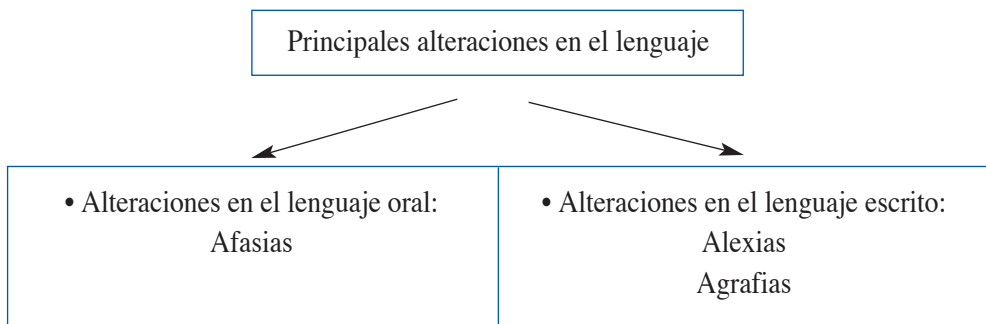 Principales alteraciones en el lenguaje
• Alteraciones en el lenguaje oral:
Afasias
• Alteraciones en el lenguaje escrito:
Alexias
Agrafias